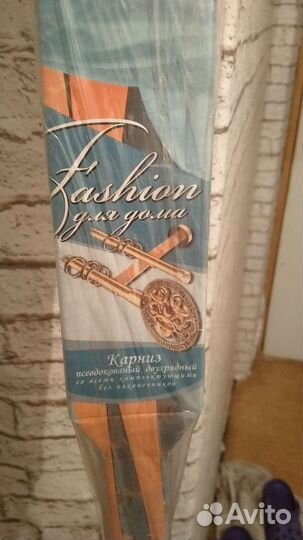 Fashion
для дома
Карниз
псевдокованый двухрядный
со всеми комплектующими
без наконечников
Avito